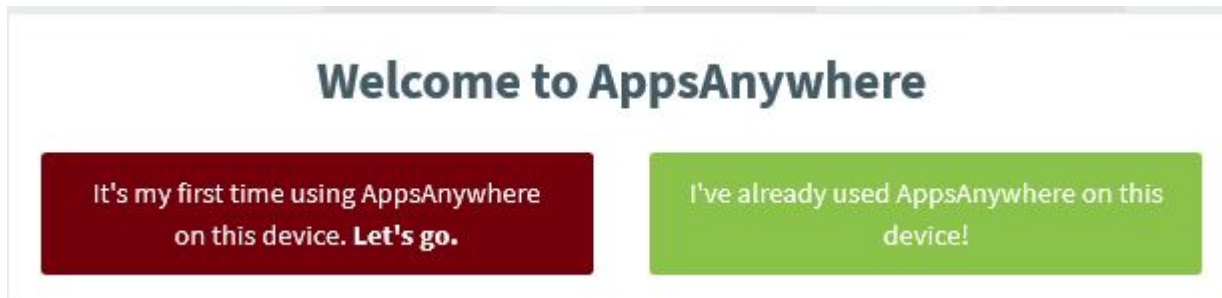 Welcome to AppsAnywhere
It's my first time using AppsAnywhere
on this device. Let's go.
I've already used AppsAnywhere on this
device!